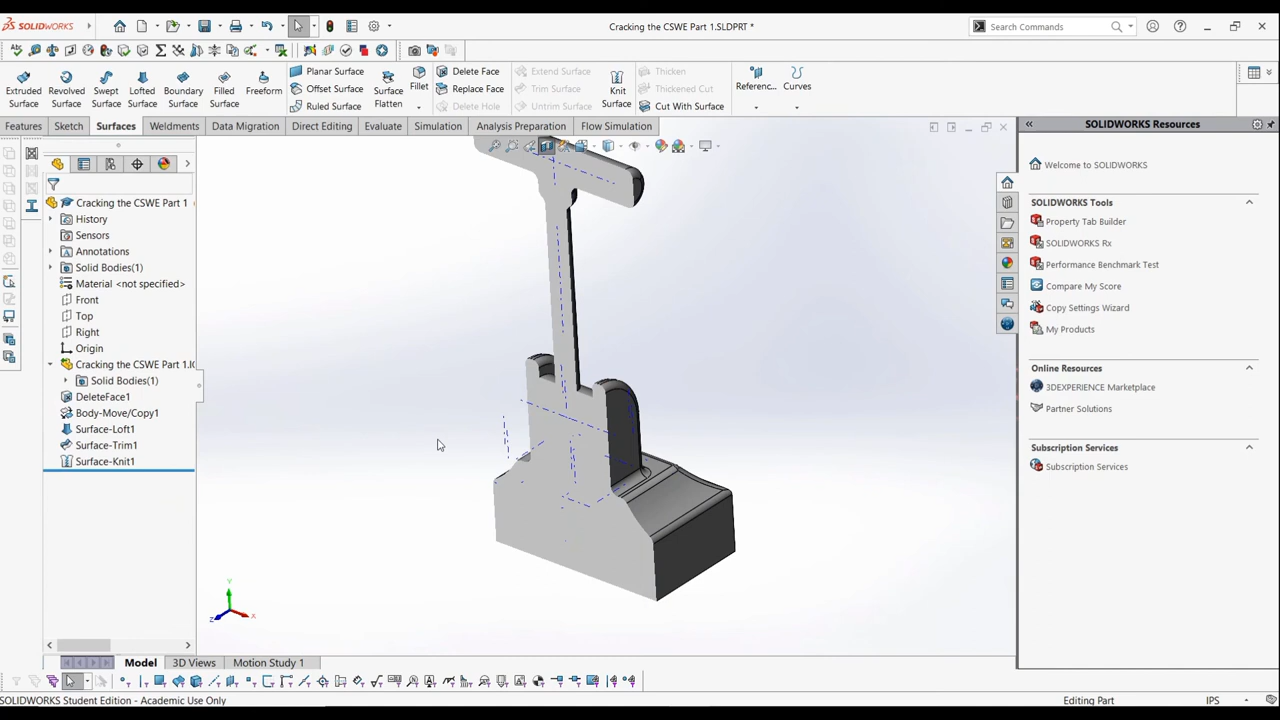 SOLIDWORKS
Cracking the CSWE Part 1.SLDPRT *
Search Commands
Extruded Surface
Revolved Surface
Swept Surface
Lofted Surface
Boundary Surface
Filled Surface
Freeform
Planar Surface
Offset Surface
Ruled Surface
Surface Flatten
Fillet
Delete Face
Replace Face
Delete Hole
Extend Surface
Trim Surface
Untrim Surface
Knit Surface
Thicken
Thickened Cut
Cut With Surface
Referenc...
Curves
Features
Sketch
Surfaces
Weldments
Data Migration
Direct Editing
Evaluate
Simulation
Analysis Preparation
Flow Simulation
Cracking the CSWE Part 1
History
Sensors
Annotations
Solid Bodies(1)
Material <not specified>
Front
Top
Right
Origin
Cracking the CSWE Part 1.IG
Solid Bodies(1)
DeleteFace1
Body-Move/Copy1
Surface-Loft1
Surface-Trim1
Surface-Knit1
Y
X
Z
SOLIDWORKS Resources
Welcome to SOLIDWORKS
SOLIDWORKS Tools
Property Tab Builder
SOLIDWORKS Rx
Performance Benchmark Test
Compare My Score
Copy Settings Wizard
My Products
Online Resources
3DEXPERIENCE Marketplace
Partner Solutions
Subscription Services
Subscription Services
Model
3D Views
Motion Study 1
SOLIDWORKS Student Edition - Academic Use Only
Editing Part
IPS